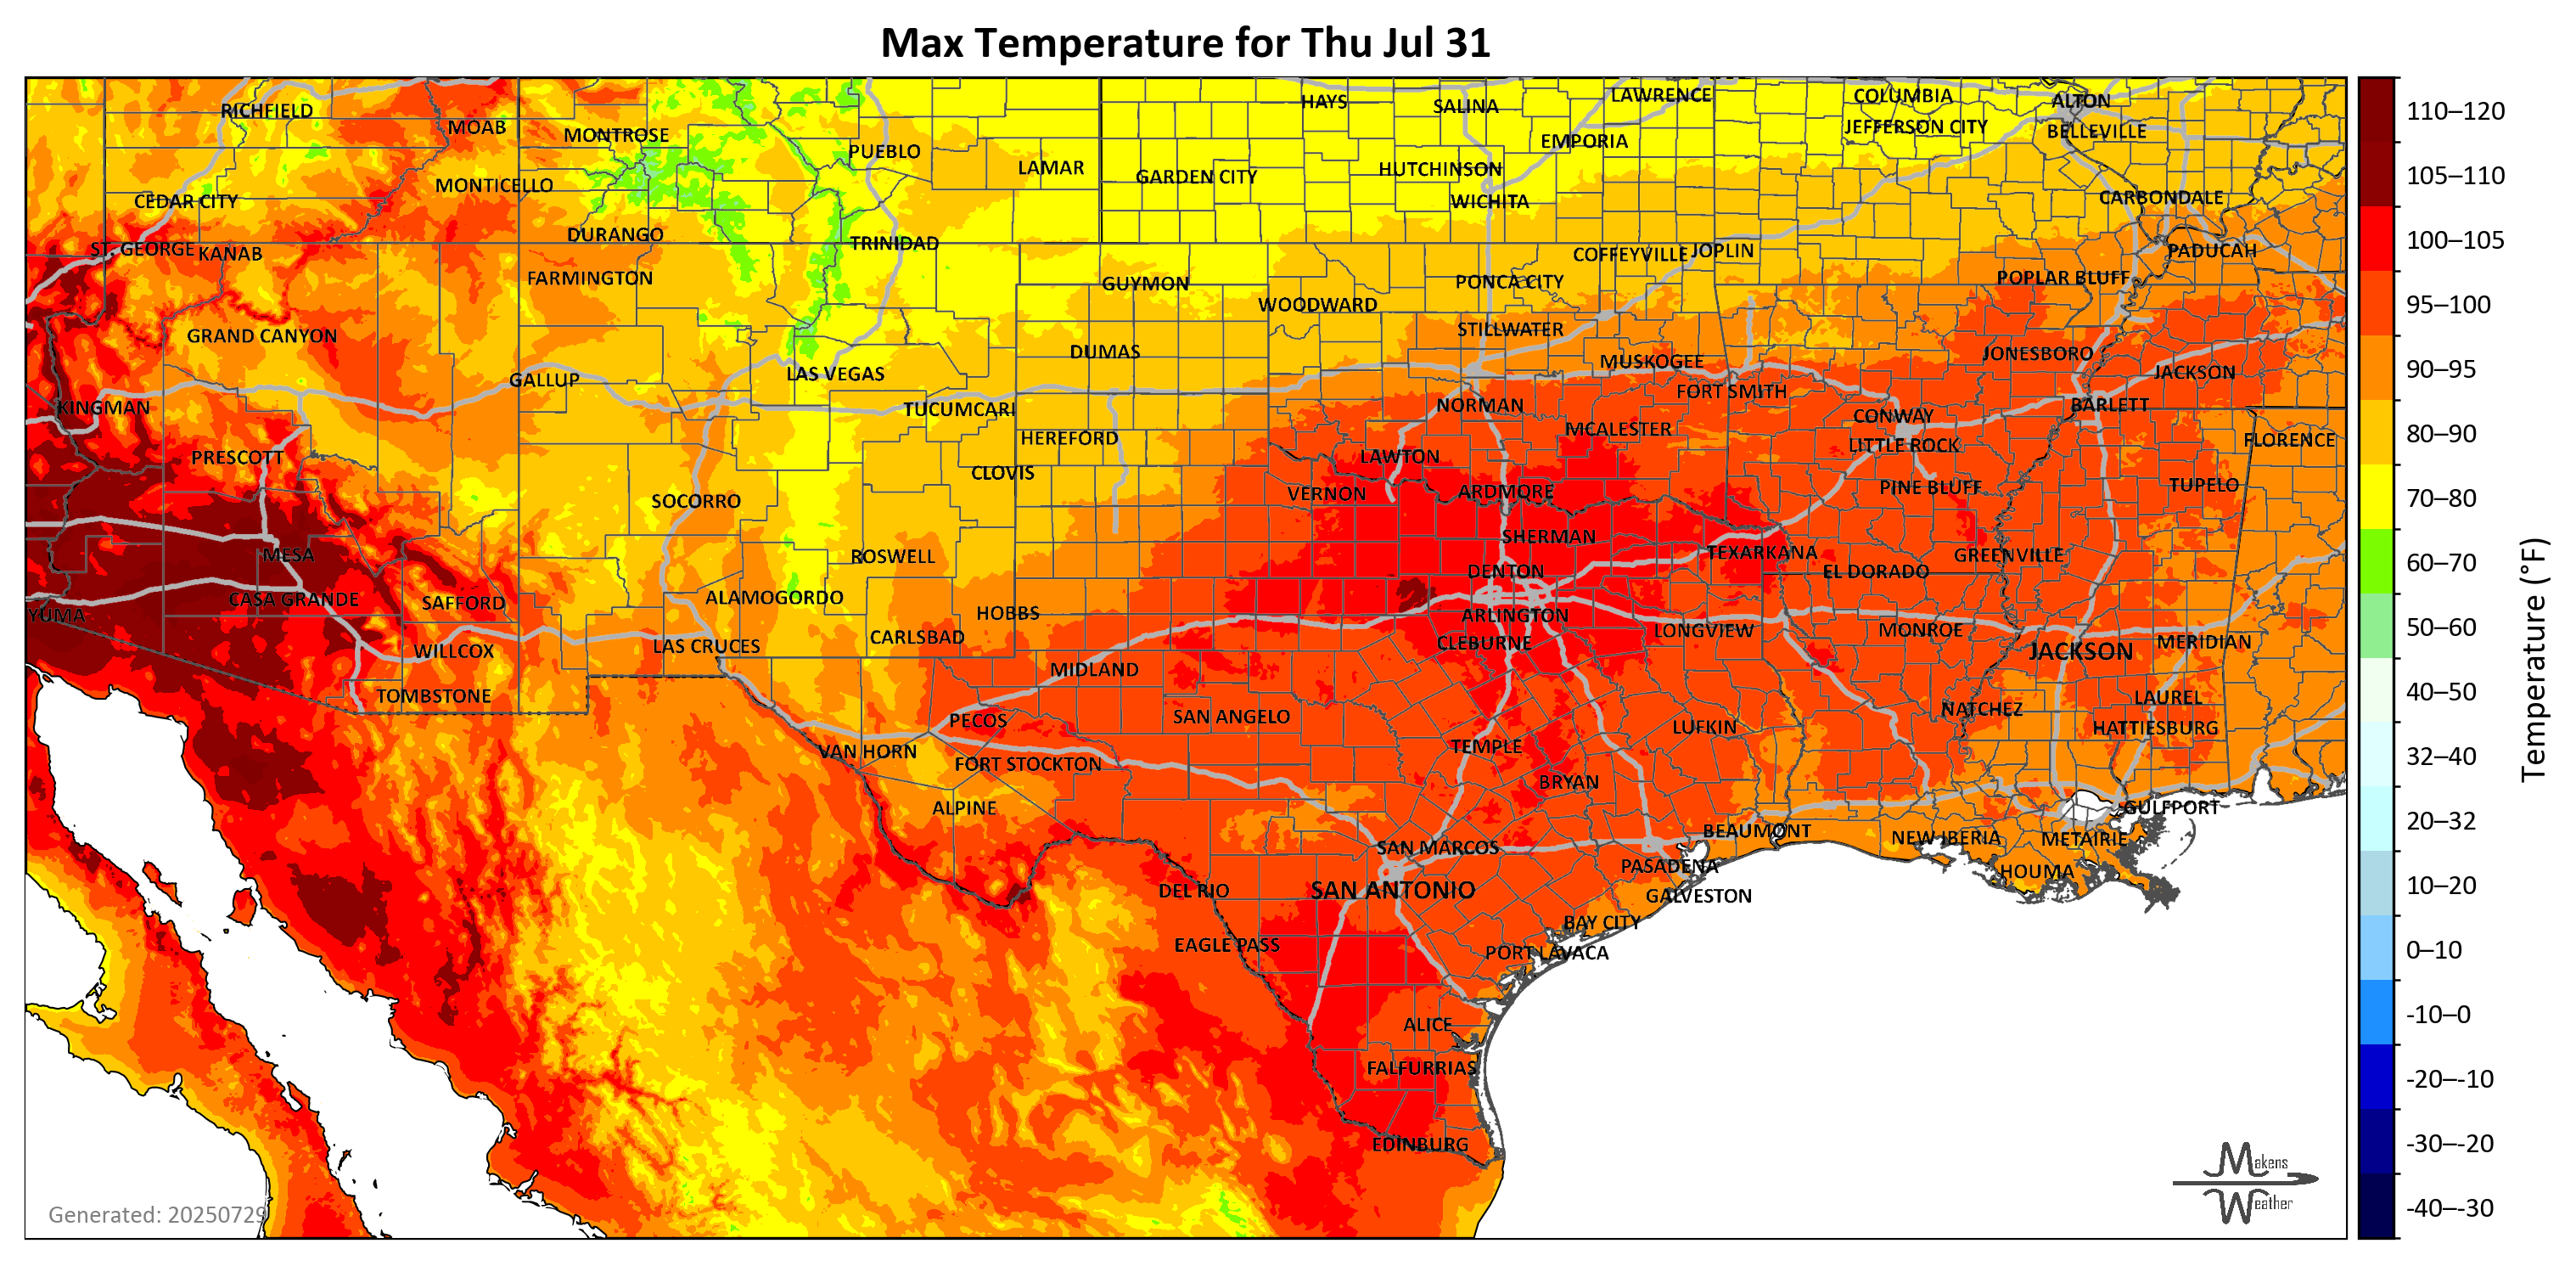 Max Temperature for Thu Jul 31
HAYS
SALINA
LAWRENCE
COLUMBIA
ALTON
RICHFIELD
MOAB
MONTROSE
PUEBLO
EMPORIA
JEFFERSON CITY
BELLEVILLE
LAMAR
GARDEN CITY
HUTCHINSON
MONTICELLO
CEDAR CITY
WICHITA
CARBONDALE
DURANGO
TRINIDAD
ST. GEORGE
KANAB
COFFEYVILLE
JOPLIN
PADUCAH
FARMINGTON
GUYMON
PONCA CITY
POPLAR BLUFF
WOODWARD
GRAND CANYON
STILLWATER
DUMAS
MUSKOGEE
JONESBORO
GALLUP
LAS VEGAS
FORT SMITH
JACKSON
KINGMAN
TUCUMCARI
NORMAN
CONWAY
BARLETT
HEREFORD
MCALESTER
LITTLE ROCK
FLORENCE
PRESCOTT
CLOVIS
LAWTON
SOCORRO
VERNON
ARDMORE
PINE BLUFF
TUPELO
MESA
ROSWELL
SHERMAN
TEXARKANA
GREENVILLE
DENTON
EL DORADO
YUMA
CASA GRANDE
SAFFORD
ALAMOGORDO
HOBBS
ARLINGTON
WILLCOX
LAS CRUCES
CARLSBAD
CLEBURNE
LONGVIEW
MONROE
JACKSON
MERIDIAN
TOMBSTONE
MIDLAND
LAUREL
PECOS
SAN ANGELO
LUFKIN
NATCHEZ
HATTIESBURG
VAN HORN
FORT STOCKTON
TEMPLE
BRYAN
ALPINE
GULFPORT
SAN MARCOS
BEAUMONT
NEW IBERIA
METAIRIE
DEL RIO
SAN ANTONIO
PASADENA
HOUMA
GALVESTON
EAGLE PASS
BAY CITY
PORT LAVACA
ALICE
FALFURRIAS
EDINBURG
Generated: 20250729
Makens
Weather
110–120
105–110
100–105
95–100
90–95
80–90
70–80
60–70
50–60
40–50
32–40
20–32
10–20
0–10
-10–0
-20–-10
-30–-20
-40–-30
Temperature (°F)